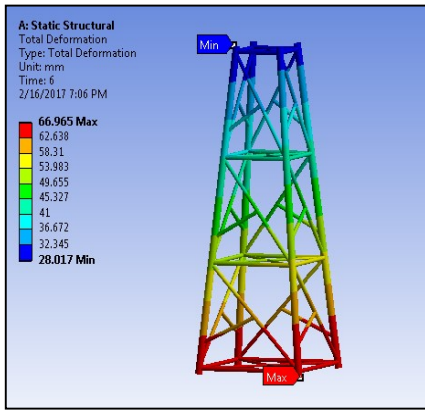 A: Static Structural
Total Deformation
Type: Total Deformation
Unit: mm
Time: 6
2/16/2017 7:06 PM
66.965 Max
62.638
58.31
53.983
49.655
45.327
41
36.672
32.345
28.017 Min
Min
Max